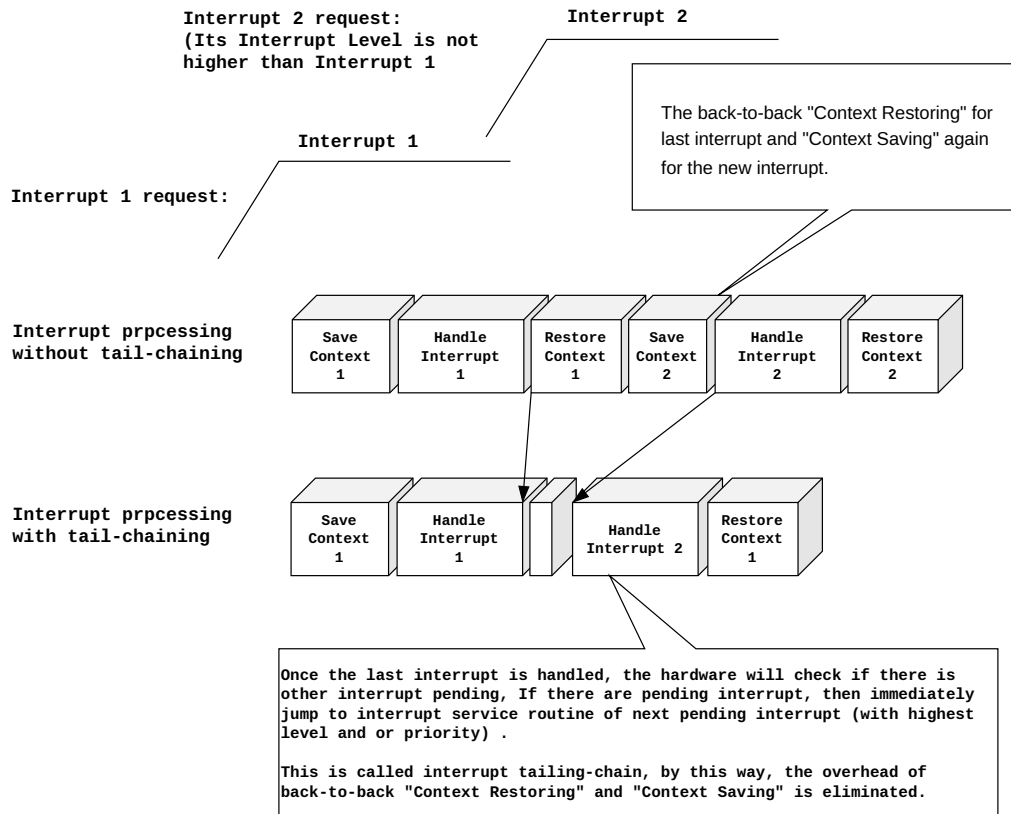 Interrupt 2 request:
(Its Interrupt Level is not
higher than Interrupt 1
Interrupt 2
The back-to-back "Context Restoring" for
last interrupt and "Context Saving" again
for the new interrupt.
Interrupt 1
Interrupt 1 request:
Interrupt prpcessing
without tail-chaining
Save
Context
1
Handle
Interrupt
1
Restore
Context
1
Save
Context
2
Handle
Interrupt
2
Restore
Context
2
Interrupt prpcessing
with tail-chaining
Save
Context
1
Handle
Interrupt
1
Handle
Interrupt 2
Restore
Context
1
Once the last interrupt is handled, the hardware will check if there is
other interrupt pending, If there are pending interrupt, then immediately
jump to interrupt service routine of next pending interrupt (with highest
level and or priority) .
This is called interrupt tailing-chain, by this way, the overhead of
back-to-back "Context Restoring" and "Context Saving" is eliminated.